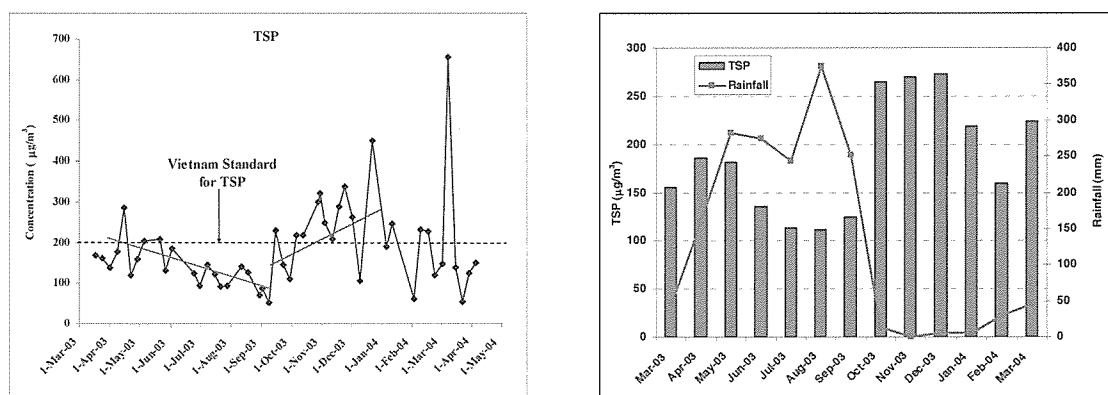 TSP
Concentration ( µg/m³)
700
600
500
400
300
200
100
0
Vietnam Standard
for TSP
1-Mar-03
1-Apr-03
1-May-03
1-Jun-03
1-Jul-03
1-Aug-03
1-Sep-03
1-Oct-03
1-Nov-03
1-Dec-03
1-Jan-04
1-Feb-04
1-Mar-04
1-Apr-04
1-May-04
TSP (µg/m³)
300
250
200
150
100
50
0
TSP
Rainfall
400
350
300
250
200
150
100
50
0
Rainfall (mm)
Mar-03
Apr-03
May-03
Jun-03
Jul-03
Aug-03
Sep-03
Oct-03
Nov-03
Dec-03
Jan-04
Feb-04
Mar-04